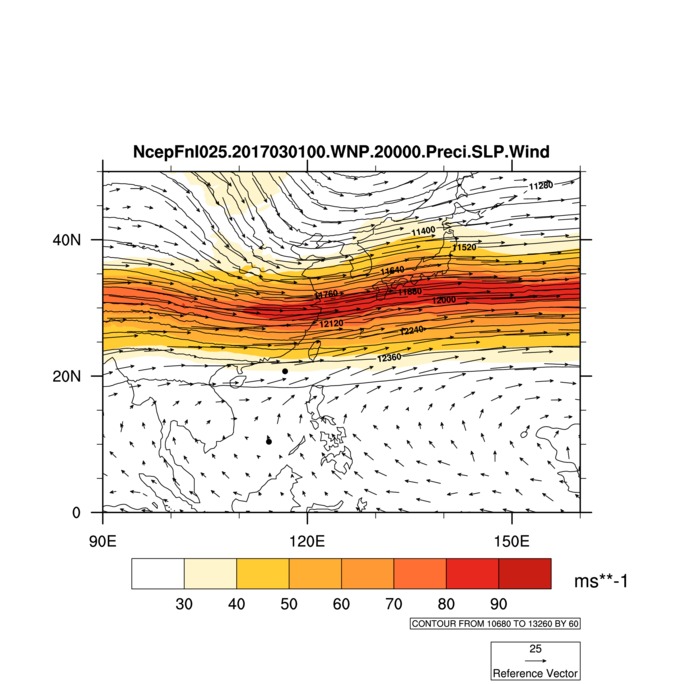 NcepFnl025.2017030100.WNP.20000.Preci.SLP.Wind
11280
40N
11400
11520
11640
11760
11880
12000
12120
12240
12360
20N
0
90E 120E 150E
30 40 50 60 70 80 90
ms**-1
CONTOUR FROM 10680 TO 13260 BY 60
25
Reference Vector